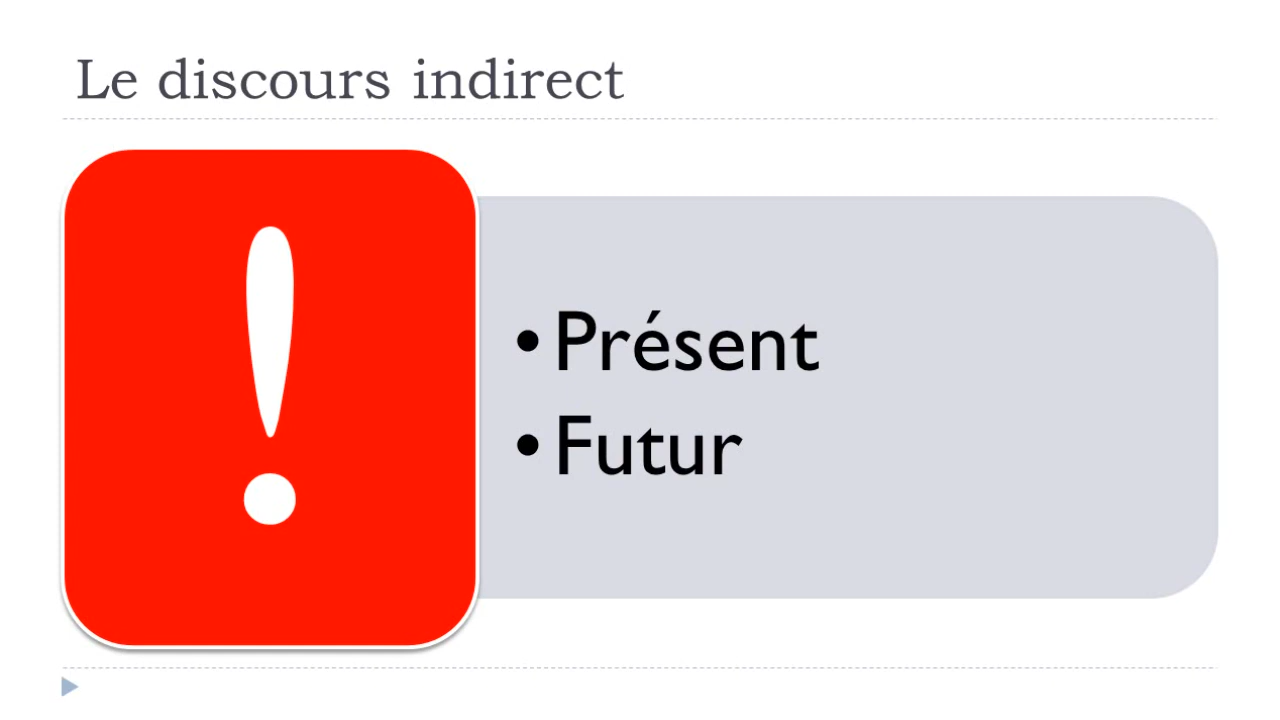 Le discours indirect
!
• Présent
• Futur